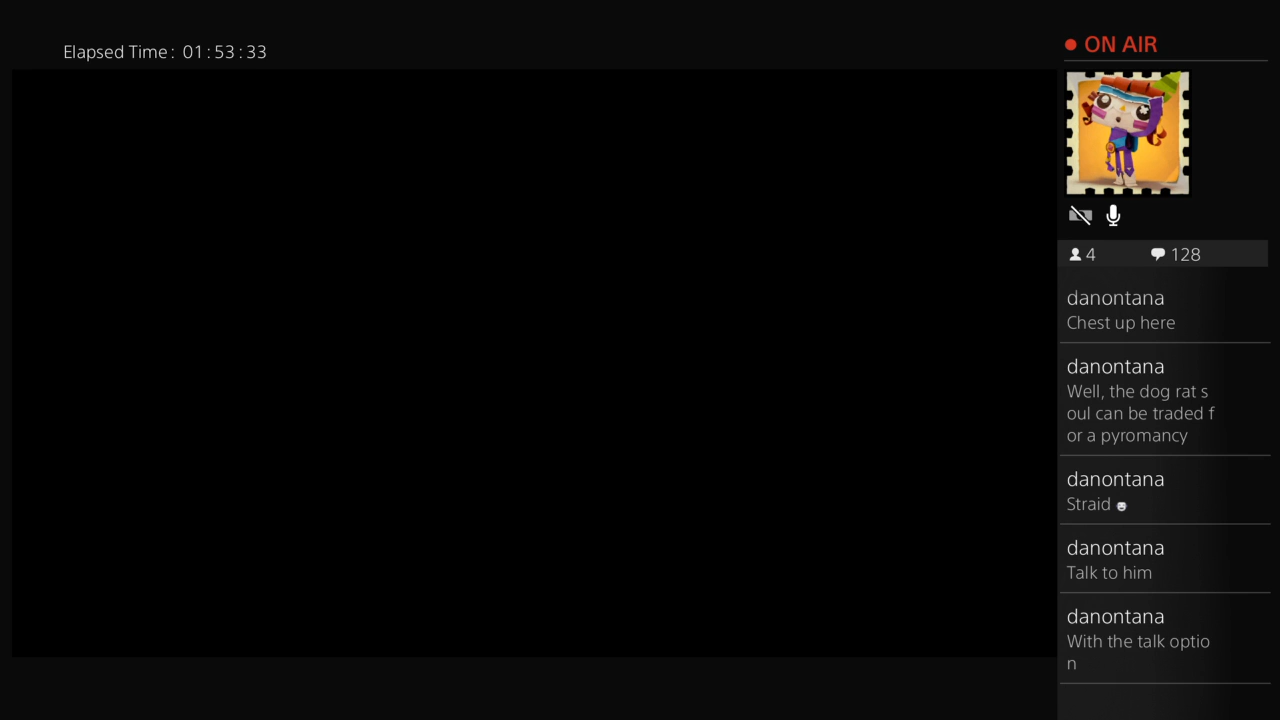 Elapsed Time: 01:53:33
ON AIR
4 128
danontana
Chest up here
danontana
Well, the dog rat s
oul can be traded f
or a pyromancy
danontana
Straid
danontana
Talk to him
danontana
With the talk optio
n